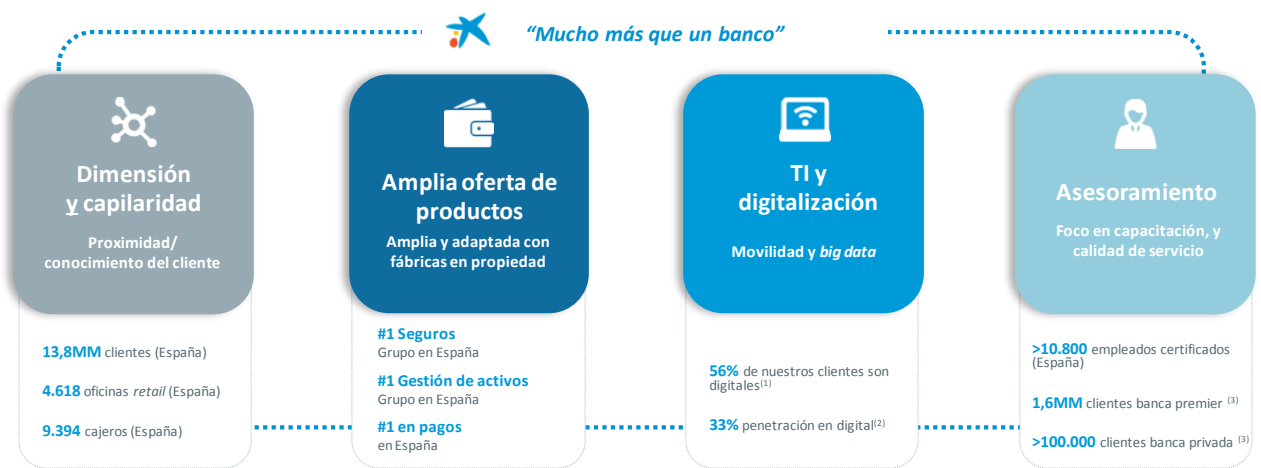 “Mucho más que un banco”
Dimensión
y capilaridad
Proximidad/
conocimiento del cliente
13,8MM clientes (España)
4.618 oficinas retail (España)
9.394 cajeros (España)
Amplia oferta de
productos
Amplia y adaptada con
fábricas en propiedad
#1 Seguros
Grupo en España
#1 Gestión de activos
Grupo en España
#1 en pagos
en España
TI y
digitalización
Movilidad y big data
56% de nuestros clientes son
digitales(1)
33% penetración en digital(2)
Asesoramiento
Foco en capacitación, y
calidad de servicio
>10.800 empleados certificados
(España)
1,6MM clientes banca premier (3)
>100.000 clientes banca privada (3)